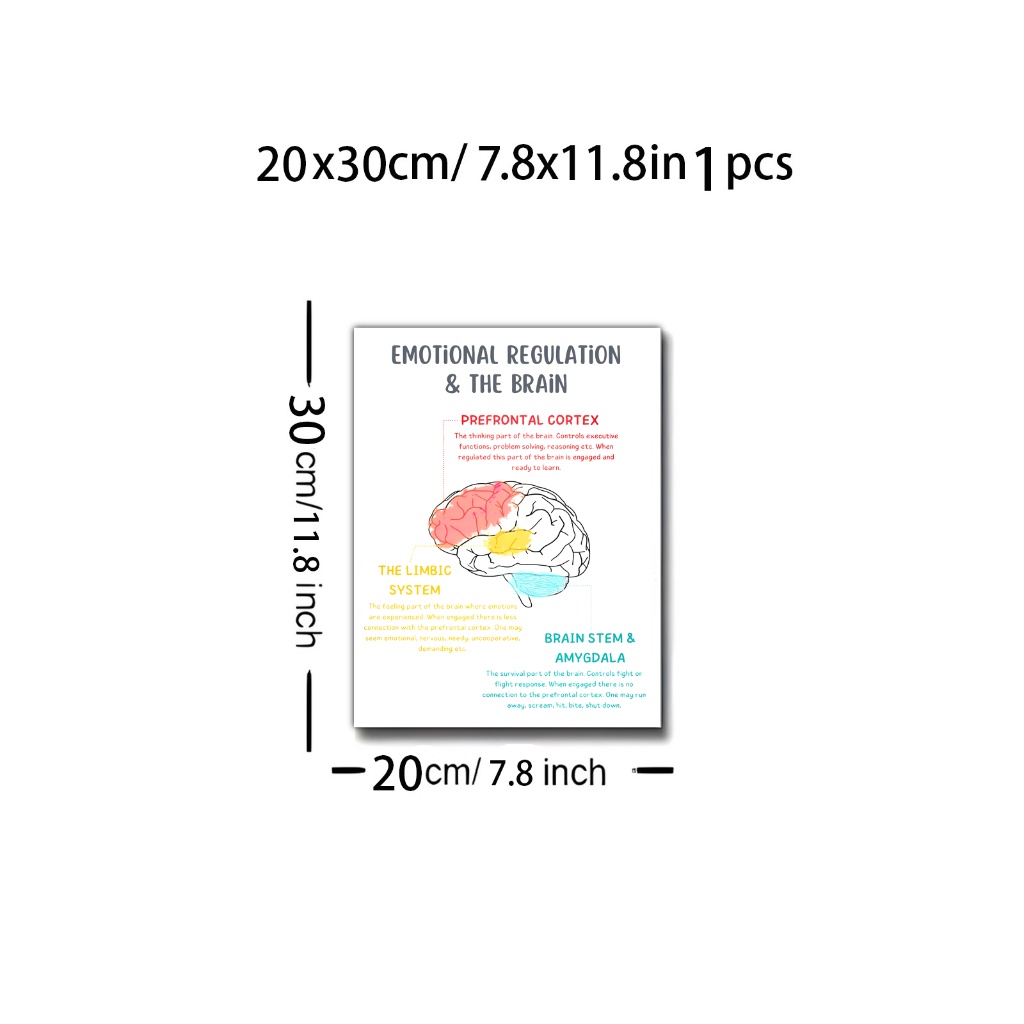 20x30cm/ 7.8x11.8in 1 pcs
30cm/11.8 inch
EMOTiONAL REGULATiON
& THE BRAiN
PREFRONTAL CORTEX
The thinking part of the brain. Controls executive
functions, problem solving, reasoning etc. When
regulated this part of the brain is engaged and
ready to learn.
THE LIMBIC
SYSTEM
The feeling part of the brain where emotions
are experienced. When engaged there is less
connection with the prefrontal cortex. One may
seem emotional, nervous, needy, uncooperative,
demanding etc.
BRAIN STEM &
AMYGDALA
The survival part of the brain. Controls fight or
flight response. When engaged there is no
connection to the prefrontal cortex. One may run
away, scream, hit, bite, shut down.
20cm/ 7.8 inch